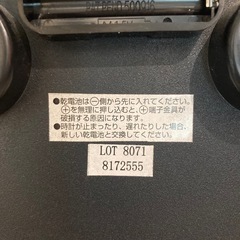 ●乾電池は⊖側から先に入れてください。
⊕を無理に押し込むと、⊕端子金具が
破損する原因になります。
●時計が止まったり、遅れたりした場合、
新しい乾電池と交換してください。
LOT 8071
8172555